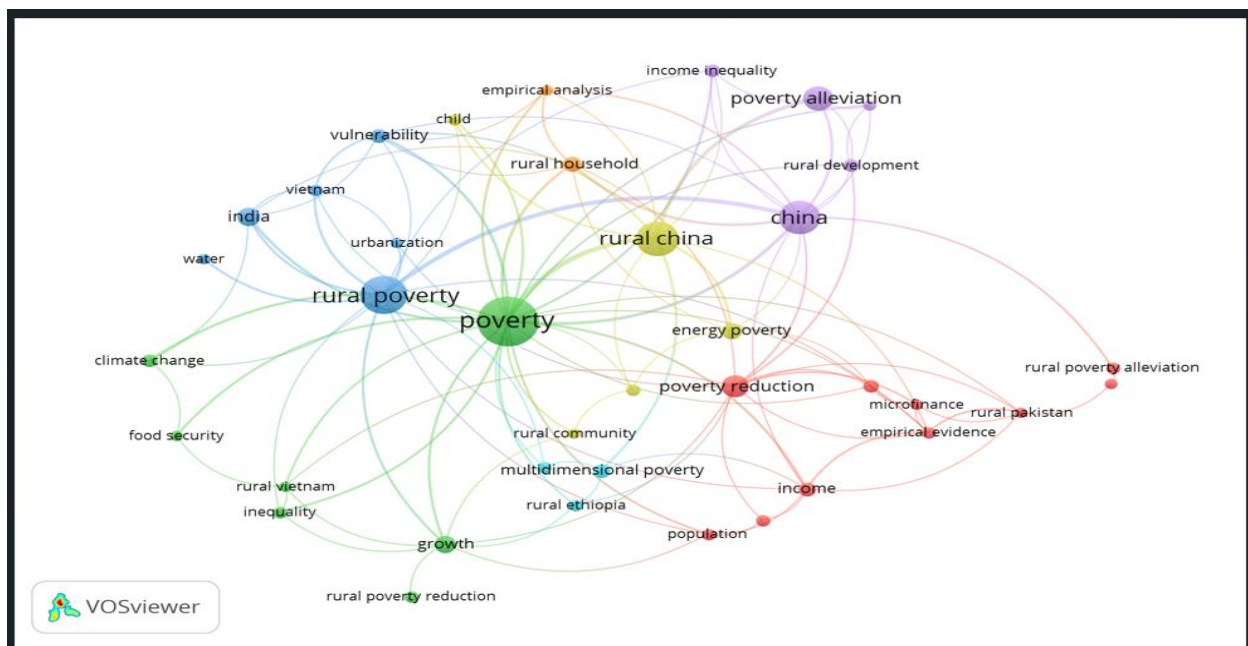 income inequality
empirical analysis
poverty alleviation
child
vulnerability
rural household
rural development
vietnam
india
china
rural china
urbanization
water
rural poverty
poverty
energy poverty
climate change
rural poverty alleviation
poverty reduction
microfinance
rural pakistan
food security
rural community
empirical evidence
multidimensional poverty
rural vietnam
income
rural ethiopia
inequality
population
growth
rural poverty reduction
VOSviewer